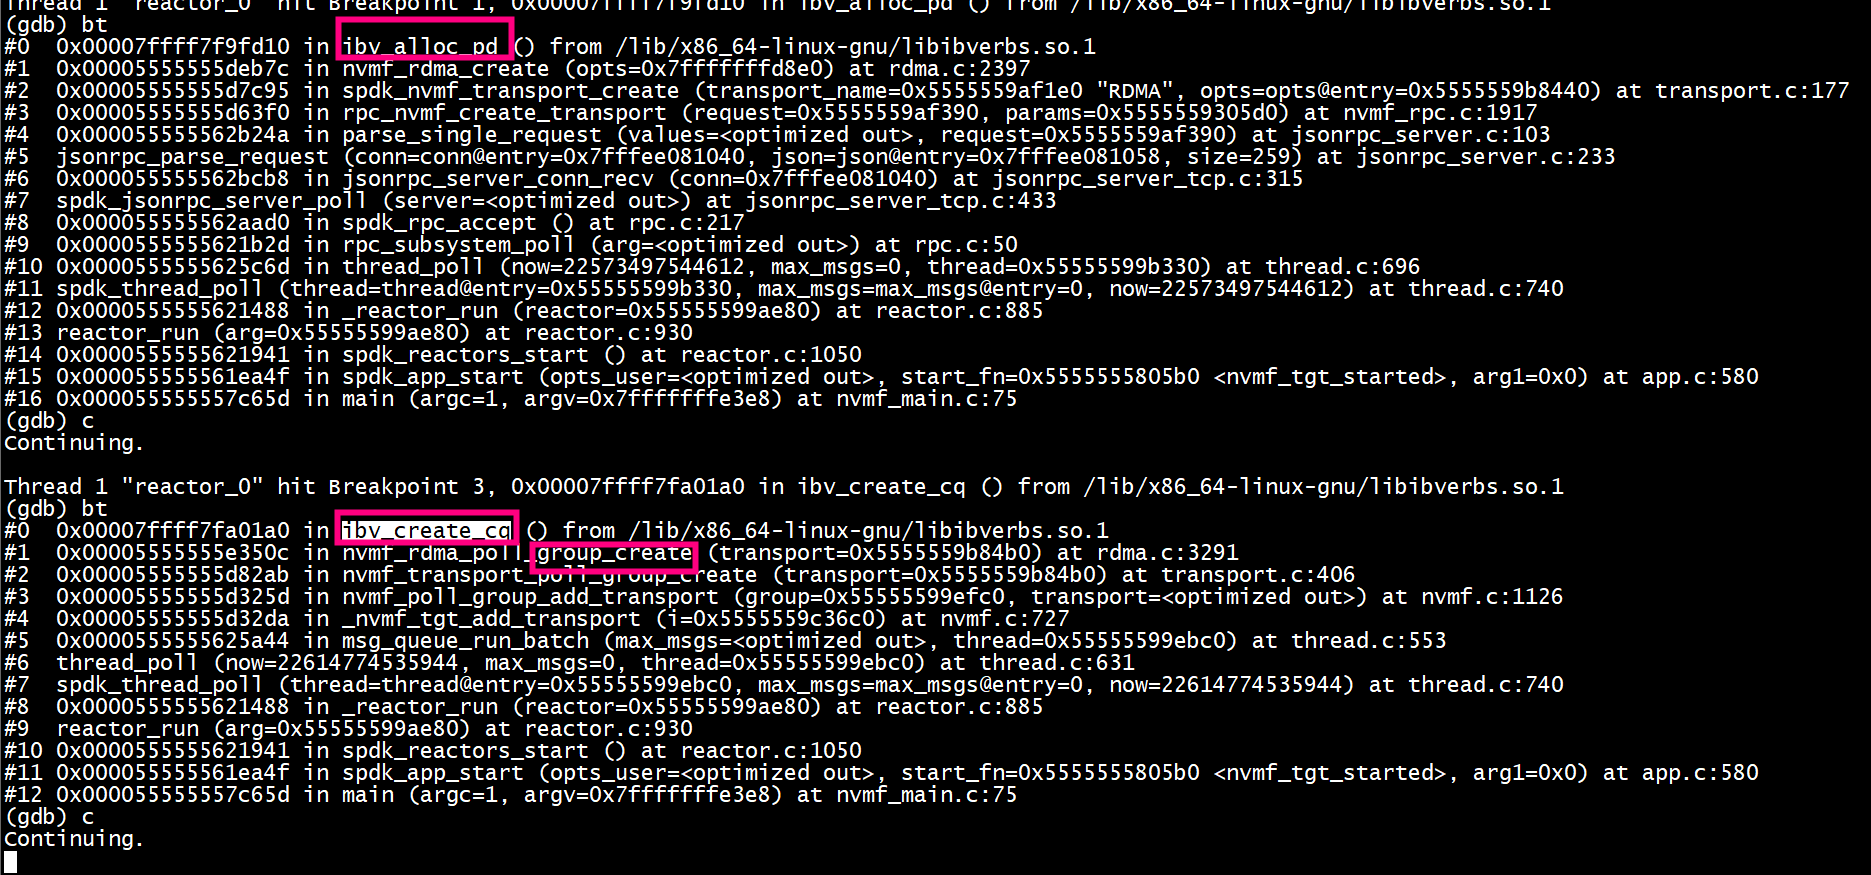 Thread 1 "reactor_0" hit Breakpoint 1, 0x00007ffff7f9fd10 in ibv_alloc_pd () from /lib/x86_64-linux-gnu/libibverbs.so.1
(gdb) bt
#0  0x00007ffff7f9fd10 in ibv_alloc_pd () from /lib/x86_64-linux-gnu/libibverbs.so.1
#1  0x00005555555deb7c in nvmf_rdma_create (opts=0x7fffffffd8e0) at rdma.c:2397
#2  0x00005555555d7c95 in spdk_nvmf_transport_create (transport_name=0x5555559af1e0 "RDMA", opts=opts@entry=0x5555559b8440) at transport.c:177
#3  0x00005555555d63f0 in rpc_nvmf_create_transport (request=0x5555559af390, params=0x5555559305d0) at nvmf_rpc.c:1917
#4  0x000055555562b24a in parse_single_request (values=<optimized out>, request=0x5555559af390) at jsonrpc_server.c:103
#5  jsonrpc_parse_request (conn=conn@entry=0x7fffee081040, json=json@entry=0x7fffee081058, size=259) at jsonrpc_server.c:233
#6  0x000055555562bcb8 in jsonrpc_server_conn_recv (conn=0x7fffee081040) at jsonrpc_server_tcp.c:315
#7  spdk_jsonrpc_server_poll (server=<optimized out>) at jsonrpc_server_tcp.c:433
#8  0x000055555562aad0 in spdk_rpc_accept () at rpc.c:217
#9  0x0000555555621b2d in rpc_subsystem_poll (arg=<optimized out>) at rpc.c:50
#10 0x0000555555625c6d in thread_poll (now=22573497544612, max_msgs=0, thread=0x55555599b330) at thread.c:696
#11 spdk_thread_poll (thread=thread@entry=0x55555599b330, max_msgs=max_msgs@entry=0, now=22573497544612) at thread.c:740
#12 0x0000555555621488 in _reactor_run (reactor=0x55555599ae80) at reactor.c:885
#13 reactor_run (arg=0x55555599ae80) at reactor.c:930
#14 0x0000555555621941 in spdk_reactors_start () at reactor.c:1050
#15 0x000055555561ea4f in spdk_app_start (opts_user=<optimized out>, start_fn=0x5555555805b0 <nvmf_tgt_started>, arg1=0x0) at app.c:580
#16 0x000055555557c65d in main (argc=1, argv=0x7fffffffe3e8) at nvmf_main.c:75
(gdb) c
Continuing.
Thread 1 "reactor_0" hit Breakpoint 3, 0x00007ffff7fa01a0 in ibv_create_cq () from /lib/x86_64-linux-gnu/libibverbs.so.1
(gdb) bt
#0  0x00007ffff7fa01a0 in ibv_create_cq () from /lib/x86_64-linux-gnu/libibverbs.so.1
#1  0x00005555555e350c in nvmf_rdma_poll_group_create (transport=0x5555559b84b0) at rdma.c:3291
#2  0x00005555555d82ab in nvmf_transport_poll_group_create (transport=0x5555559b84b0) at transport.c:406
#3  0x00005555555d325d in nvmf_poll_group_add_transport (group=0x55555599efc0, transport=<optimized out>) at nvmf.c:1126
#4  0x00005555555d32da in _nvmf_tgt_add_transport (i=0x5555559c36c0) at nvmf.c:727
#5  0x0000555555625a44 in msg_queue_run_batch (max_msgs=<optimized out>, thread=0x55555599ebc0) at thread.c:553
#6  thread_poll (now=22614774535944, max_msgs=0, thread=0x55555599ebc0) at thread.c:631
#7  spdk_thread_poll (thread=thread@entry=0x55555599ebc0, max_msgs=max_msgs@entry=0, now=22614774535944) at thread.c:740
#8  0x0000555555621488 in _reactor_run (reactor=0x55555599ae80) at reactor.c:885
#9  reactor_run (arg=0x55555599ae80) at reactor.c:930
#10 0x0000555555621941 in spdk_reactors_start () at reactor.c:1050
#11 0x000055555561ea4f in spdk_app_start (opts_user=<optimized out>, start_fn=0x5555555805b0 <nvmf_tgt_started>, arg1=0x0) at app.c:580
#12 0x000055555557c65d in main (argc=1, argv=0x7fffffffe3e8) at nvmf_main.c:75
(gdb) c
Continuing.